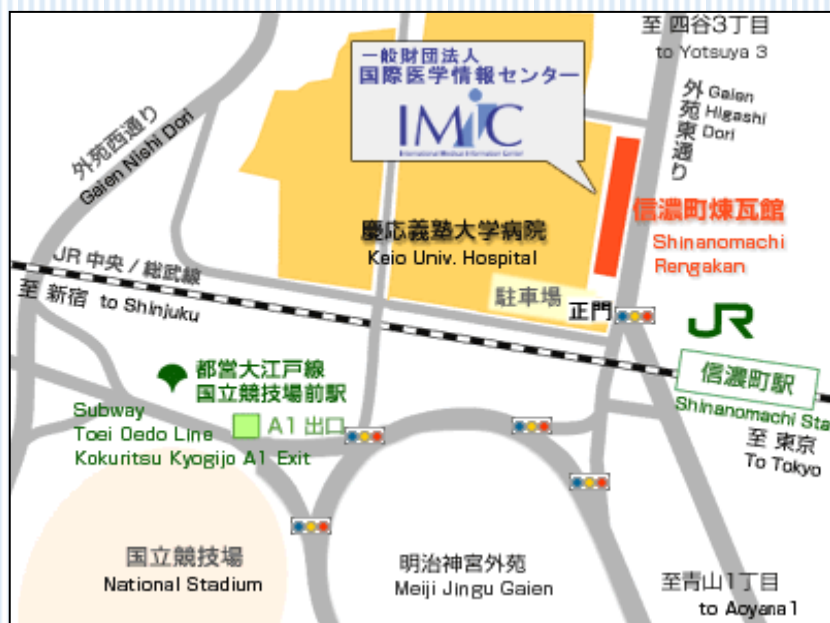 至 四谷3丁目
to Yotsuya 3
一般財団法人
国際医学情報センター
IMIC
International Medical Information Center
外苑東通り
Gaien
Higashi
Dori
外苑西通り
Gaien Nishi Dori
慶応義塾大学病院
Keio Univ. Hospital
信濃町煉瓦館
Shinanomachi
Rengakan
JR 中央 / 総武線
至 新宿 to Shinjuku
駐車場
正門
JR
信濃町駅
Shinanomachi Sta
至 東京
To Tokyo
都営大江戸線
国立競技場前駅
A1 出口
Subway
Toei Oedo Line
Kokuritsu Kyogijo A1 Exit
国立競技場
National Stadium
明治神宮外苑
Meiji Jingu Gaien
至青山1丁目
to Aoyana 1